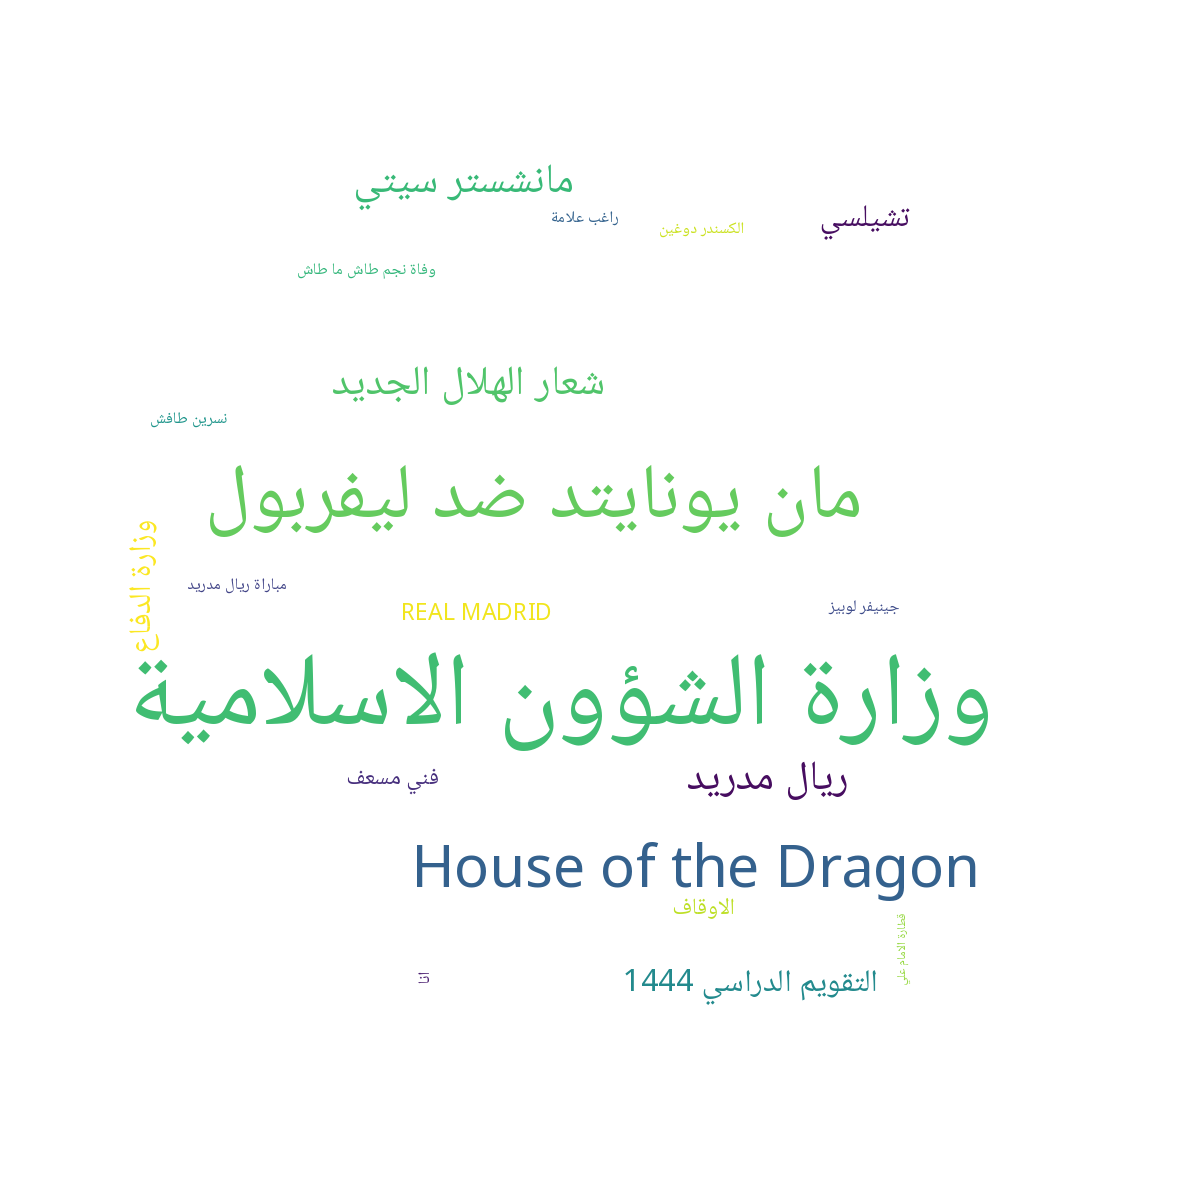 مانشستر سيتي
راغب علامة
تشيلسي
الكسندر دوغين
وفاة نجم طاش ما طاش
شعار الهلال الجديد
نسرين طافش
مان يونايتد ضد ليفربول
وزارة الدفاع
مباراة ريال مدريد
جينيفر لوبيز
REAL MADRID
وزارة الشؤون الاسلامية
فني مسعف
ريال مدريد
House of the Dragon
الاوقاف
قطارة الامام علي
التقويم الدراسي 1444